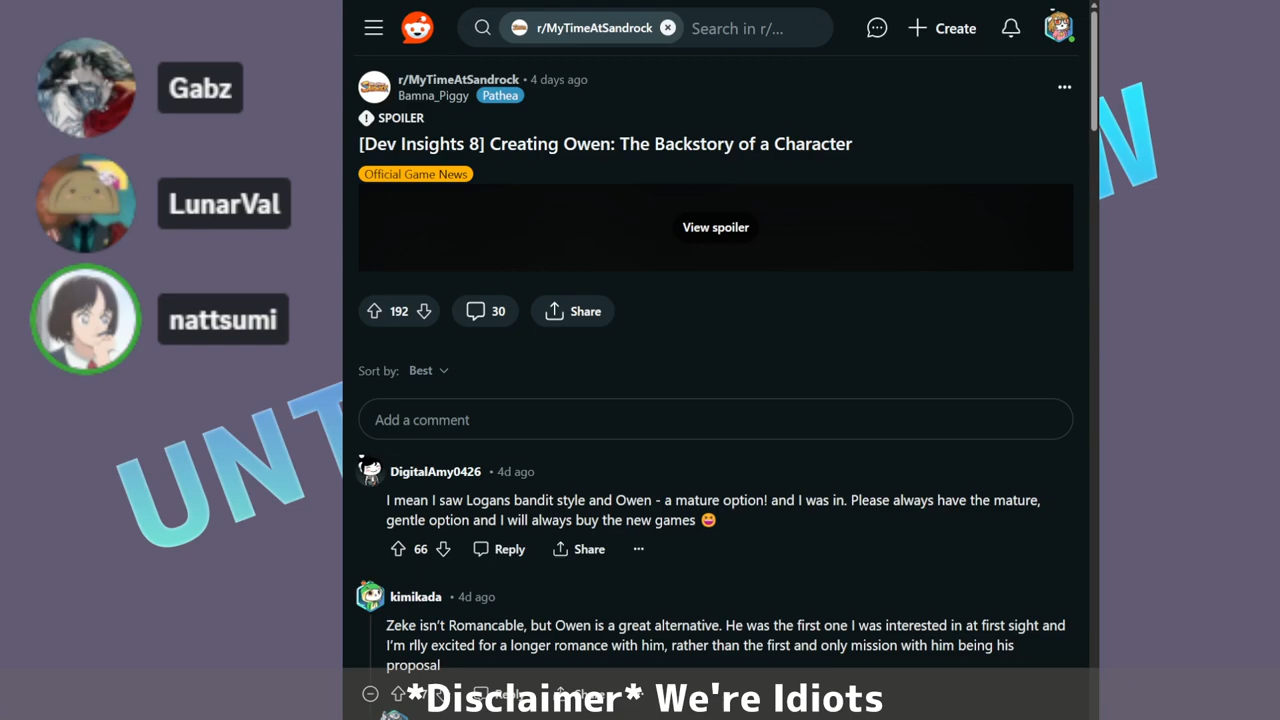 Gabz
LunarVal
nattsumi
UNT
N
r/MyTimeAtSandrock
Search in r/...
Create
r/MyTimeAtSandrock • 4 days ago
Bamna_Piggy Pathea
SPOILER
[Dev Insights 8] Creating Owen: The Backstory of a Character
Official Game News
View spoiler
192
30
Share
Sort by: Best
Add a comment
DigitalAmy0426 • 4d ago
I mean I saw Logans bandit style and Owen - a mature option! and I was in. Please always have the mature,
gentle option and I will always buy the new games 😄
66 Reply Share
kimikada • 4d ago
Zeke isn't Romancable, but Owen is a great alternative. He was the first one I was interested in at first sight and
I'm rlly excited for a longer romance with him, rather than the first and only mission with him being his
proposal
*Disclaimer* We're Idiots